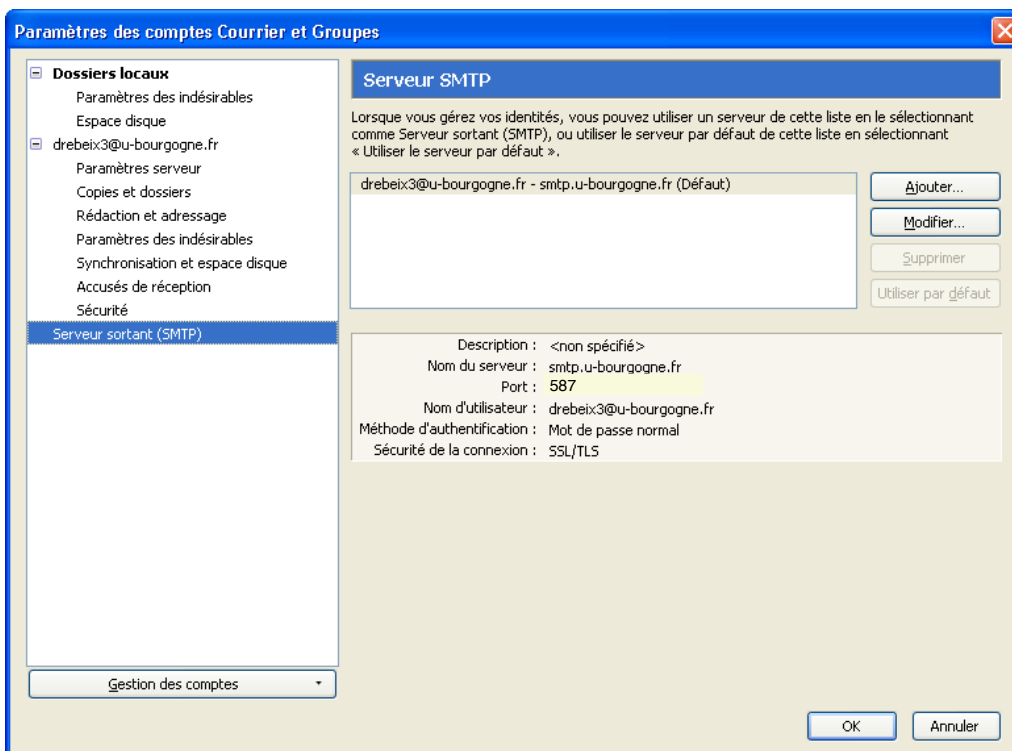 Paramètres des comptes Courrier et Groupes
Dossiers locaux
Paramètres des indésirables
Espace disque
drebeix3@u-bourgogne.fr
Paramètres serveur
Copies et dossiers
Rédaction et adressage
Paramètres des indésirables
Synchronisation et espace disque
Accusés de réception
Sécurité
Serveur sortant (SMTP)
Gestion des comptes
Serveur SMTP
Lorsque vous gérez vos identités, vous pouvez utiliser un serveur de cette liste en le sélectionnant
comme Serveur sortant (SMTP), ou utiliser le serveur par défaut de cette liste en sélectionnant
« Utiliser le serveur par défaut ».
drebeix3@u-bourgogne.fr - smtp.u-bourgogne.fr (Défaut)
Ajouter...
Modifier...
Supprimer
Utiliser par défaut
Description : <non spécifié>
Nom du serveur : smtp.u-bourgogne.fr
Port : 587
Nom d'utilisateur : drebeix3@u-bourgogne.fr
Méthode d'authentification : Mot de passe normal
Sécurité de la connexion : SSL/TLS
OK
Annuler